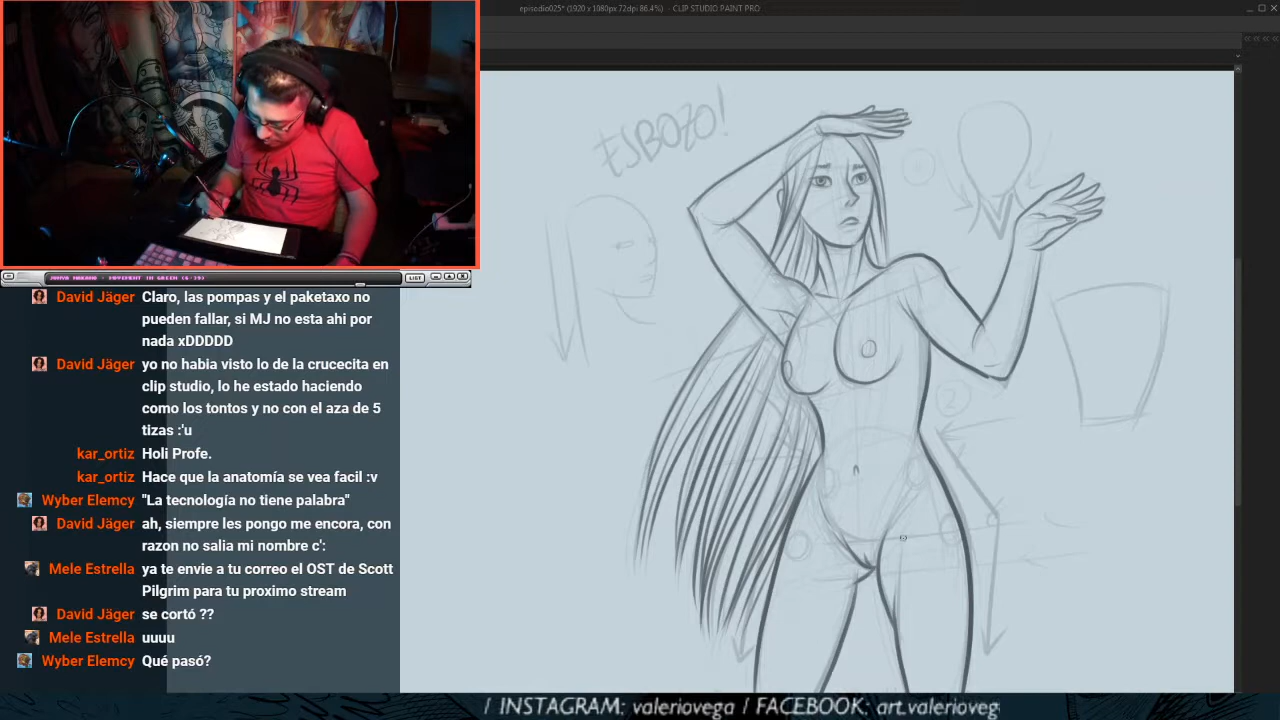 episodio025* (1920 x 1080px 72dpi 86.4%) - CLIP STUDIO PAINT PRO
ESBOZO!
2
LIST
David Jäger Claro, las pompas y el paketaxo no
pueden fallar, si MJ no esta ahi por
nada xDDDDD
David Jäger yo no habia visto lo de la crucecita en
clip studio, lo he estado haciendo
como los tontos y no con el aza de 5
tizas :'u
kar_ortiz Holi Profe.
kar_ortiz Hace que la anatomía se vea facil :v
Wyber Elemcy "La tecnología no tiene palabra"
David Jäger ah, siempre les pongo me encora, con
razon no salia mi nombre c':
Mele Estrella ya te envie a tu correo el OST de Scott
Pilgrim para tu proximo stream
David Jäger se cortó ??
Mele Estrella uuuu
Wyber Elemcy Qué pasó?
/ INSTAGRAM: valeriovega / FACEBOOK: art.valerioveg